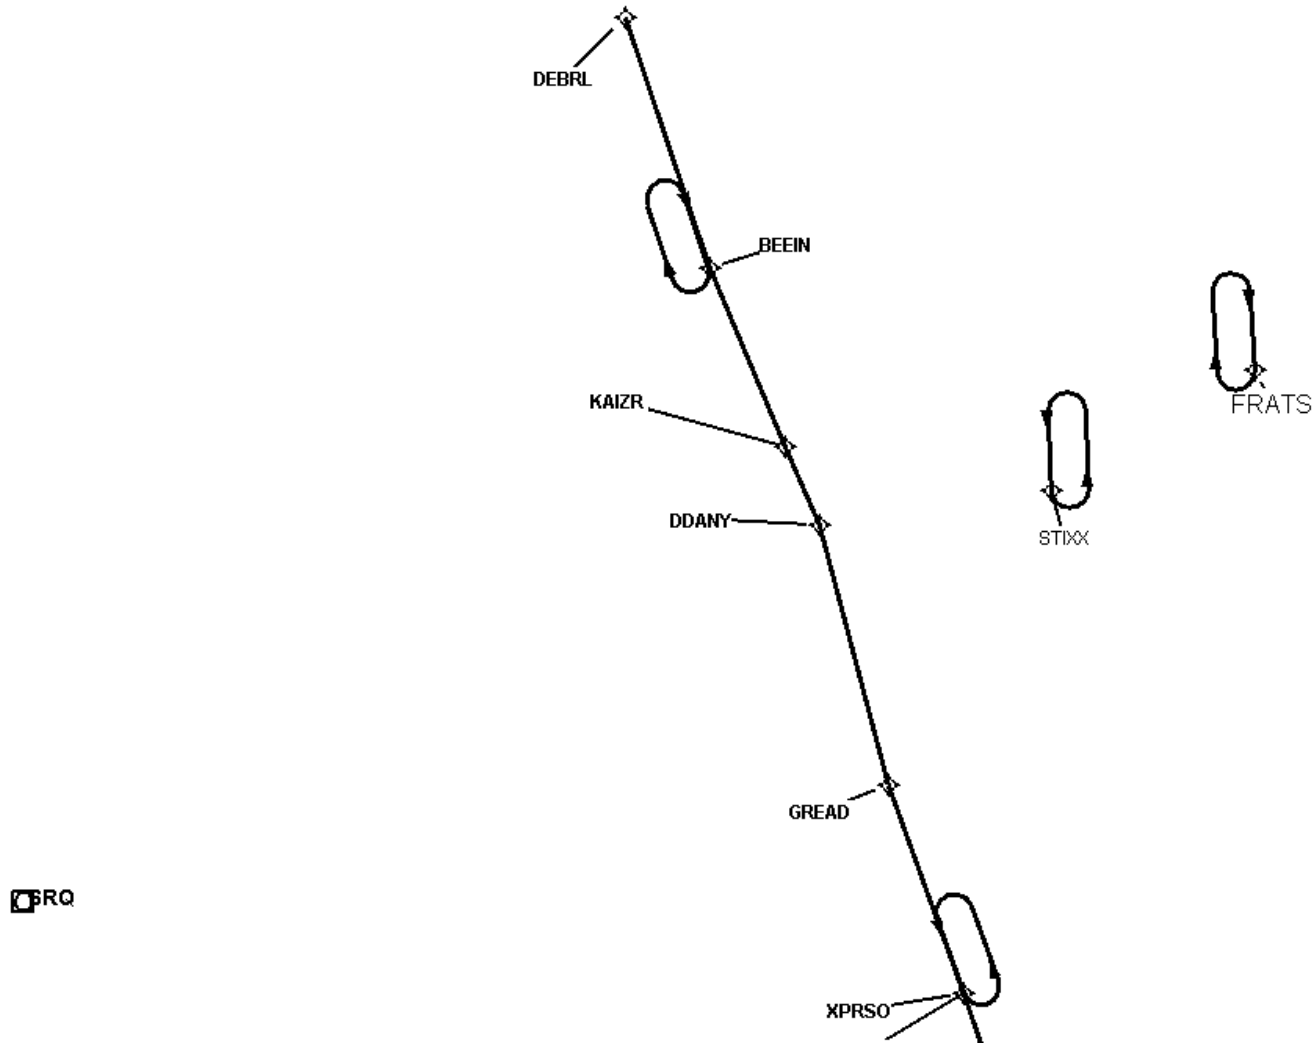 DEBRL
BEEIN
KAIZR
FRATS
DDANY
STIXX
GREAD
SRQ
XPRSO